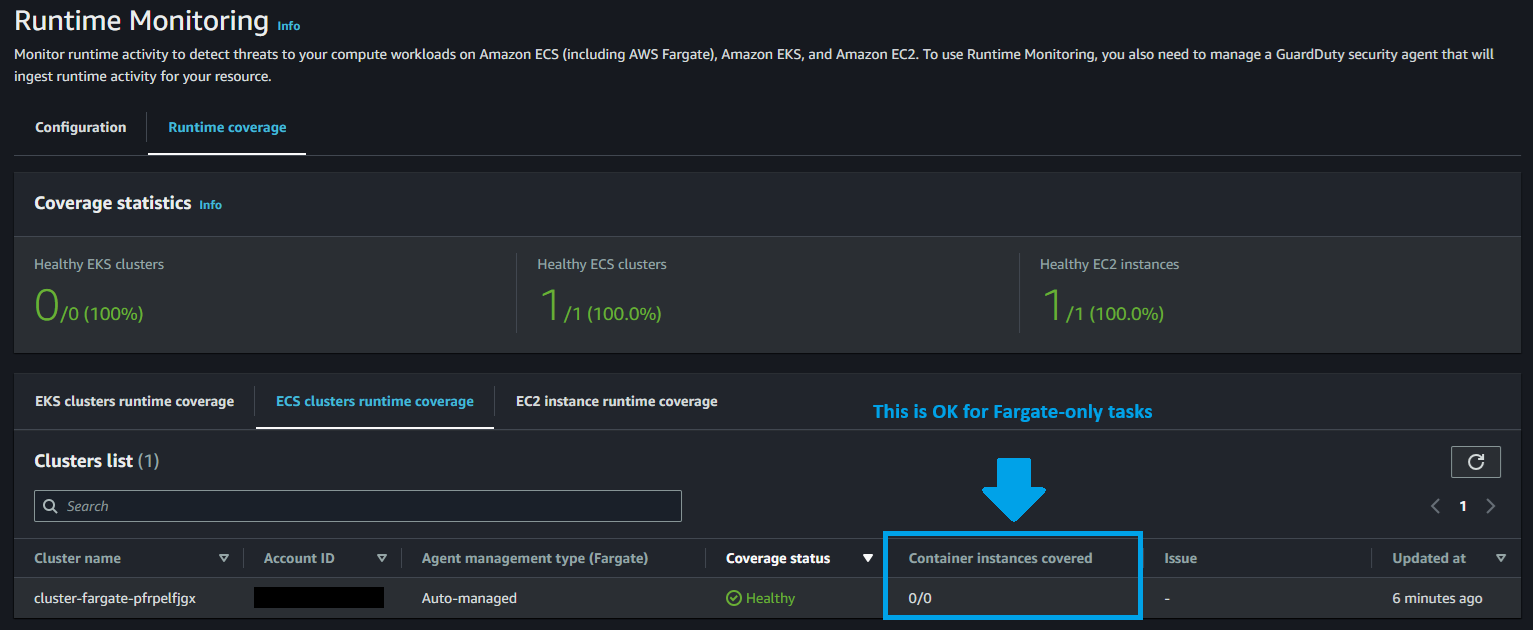 Runtime Monitoring Info
Monitor runtime activity to detect threats to your compute workloads on Amazon ECS (including AWS Fargate), Amazon EKS, and Amazon EC2. To use Runtime Monitoring, you also need to manage a GuardDuty security agent that will
ingest runtime activity for your resource.
Configuration Runtime coverage
Coverage statistics Info
Healthy EKS clusters Healthy ECS clusters Healthy EC2 instances
0/0 (100%) 1/1 (100.0%) 1/1 (100.0%)
EKS clusters runtime coverage ECS clusters runtime coverage EC2 instance runtime coverage
This is OK for Fargate-only tasks
Clusters list (1)
Search
1
Cluster name Account ID Agent management type (Fargate) Coverage status Container instances covered Issue Updated at
cluster-fargate-pfrpelfjgx Auto-managed Healthy 0/0 - 6 minutes ago